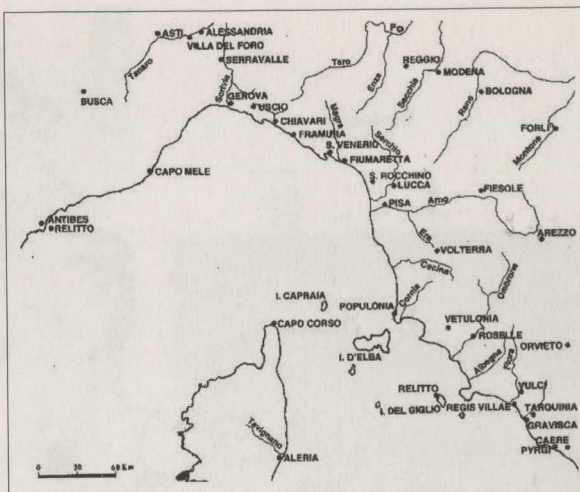 ASTI
ALESSANDRIA
VILLA DEL FORO
SERRAVALLE
Tanaro
Scrivia
BUSCA
GENOVA
USCIO
CHIAVARI
FRAMURA
Taro
PO
Enza
REGGIO
Secchia
MODENA
Reno
BOLOGNA
FORLI
Montone
Magra
S. VENERIO
FIUMARETTA
Serchio
S. ROCCHINO
LUCCA
CAPO MELE
ANTIBES
RELITTO
PISA
Arno
FIESOLE
AREZZO
Era
VOLTERRA
Cecina
Cornia
Ombrone
I. CAPRAIA
POPULONIA
CAPO CORSO
VETULONIA
ROSELLE
I. D'ELBA
Albegna
Fiora
ORVIETO
RELITTO
VULCI
I. DEL GIGLIO
REGIS VILLAE
TARQUINIA
GRAVISCA
CAERE
PYRGI
Tavignano
ALERIA
0 30 60 Km